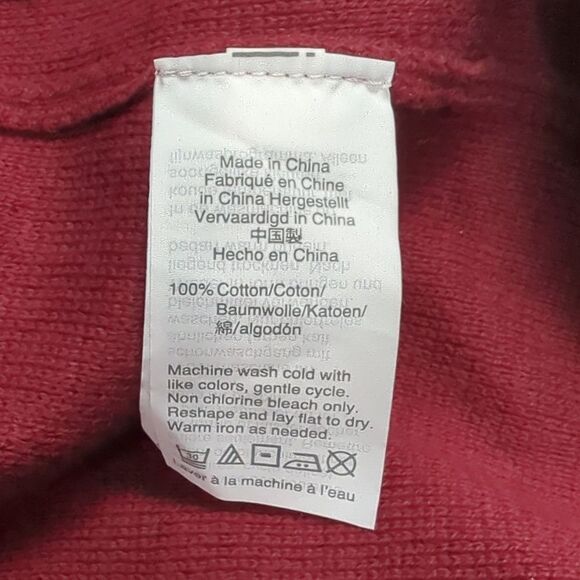 Made in China
Fabriqué en Chine
in China Hergestellt
Vervaardigd in China
中国製
Hecho en China
100% Cotton/Coton/
Baumwolle/Katoen/
綿/algodón
Machine wash cold with
like colors, gentle cycle.
Non chlorine bleach only.
Reshape and lay flat to dry.
Warm iron as needed.
30
Laver à la machine à l'eau